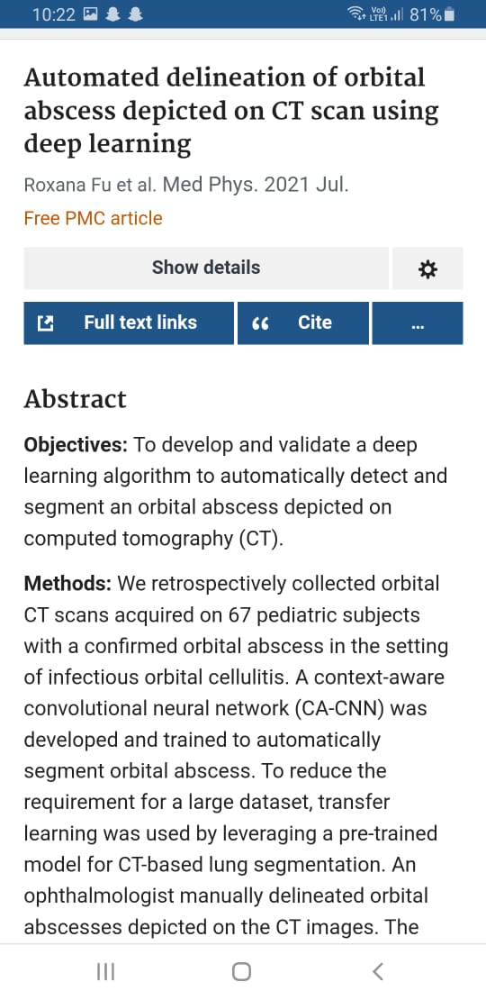 10:22
Vo)) LTE1 81%
Automated delineation of orbital
abscess depicted on CT scan using
deep learning
Roxana Fu et al. Med Phys. 2021 Jul.
Free PMC article
Show details
Full text links
Cite
...
Abstract
Objectives: To develop and validate a deep
learning algorithm to automatically detect and
segment an orbital abscess depicted on
computed tomography (CT).
Methods: We retrospectively collected orbital
CT scans acquired on 67 pediatric subjects
with a confirmed orbital abscess in the setting
of infectious orbital cellulitis. A context-aware
convolutional neural network (CA-CNN) was
developed and trained to automatically
segment orbital abscess. To reduce the
requirement for a large dataset, transfer
learning was used by leveraging a pre-trained
model for CT-based lung segmentation. An
ophthalmologist manually delineated orbital
abscesses depicted on the CT images. The